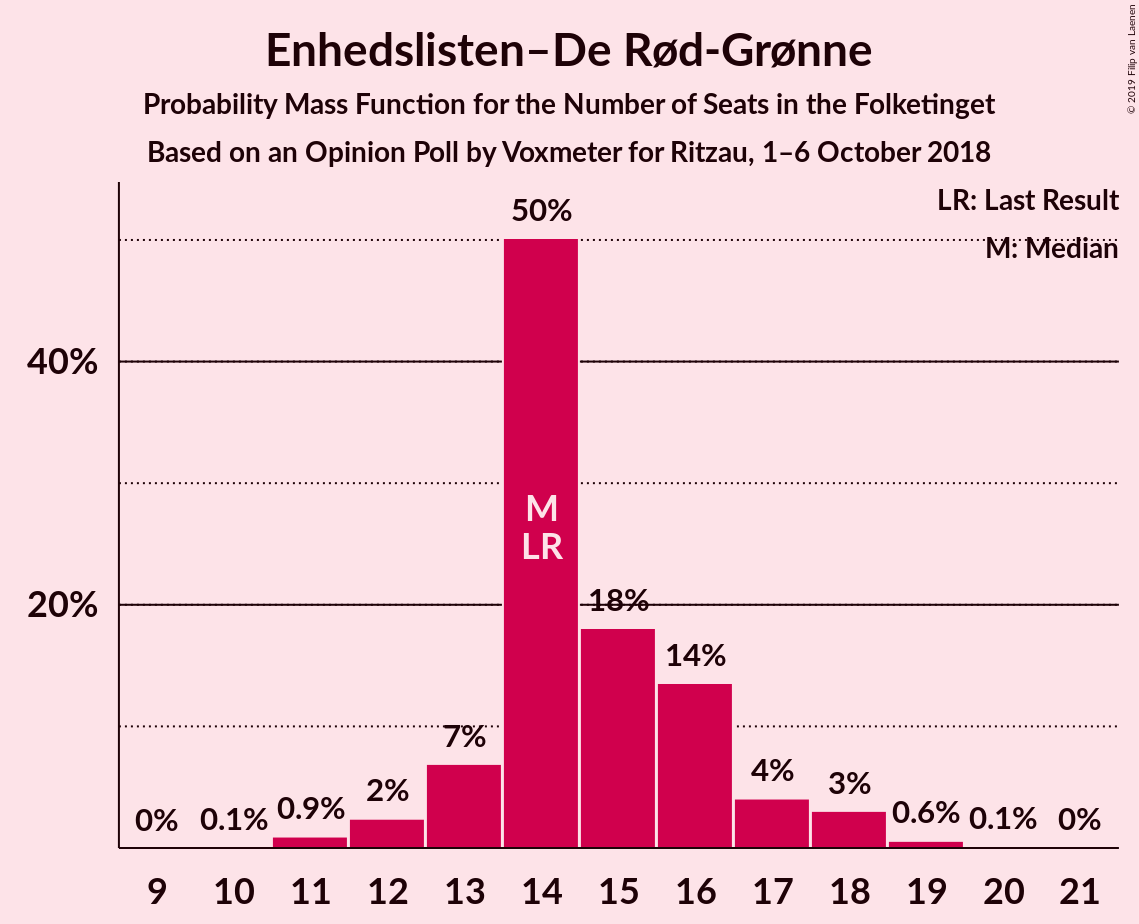 Enhedslisten–De Rød-Grønne
Probability Mass Function for the Number of Seats in the Folketinget
Based on an Opinion Poll by Voxmeter for Ritzau, 1–6 October 2018
© 2019 Filip van Laenen
LR: Last Result
M: Median
40%
20%
0%
0.1%
0.9%
2%
7%
50%
M
LR
18%
14%
4%
3%
0.6%
0.1%
0%
9 10 11 12 13 14 15 16 17 18 19 20 21